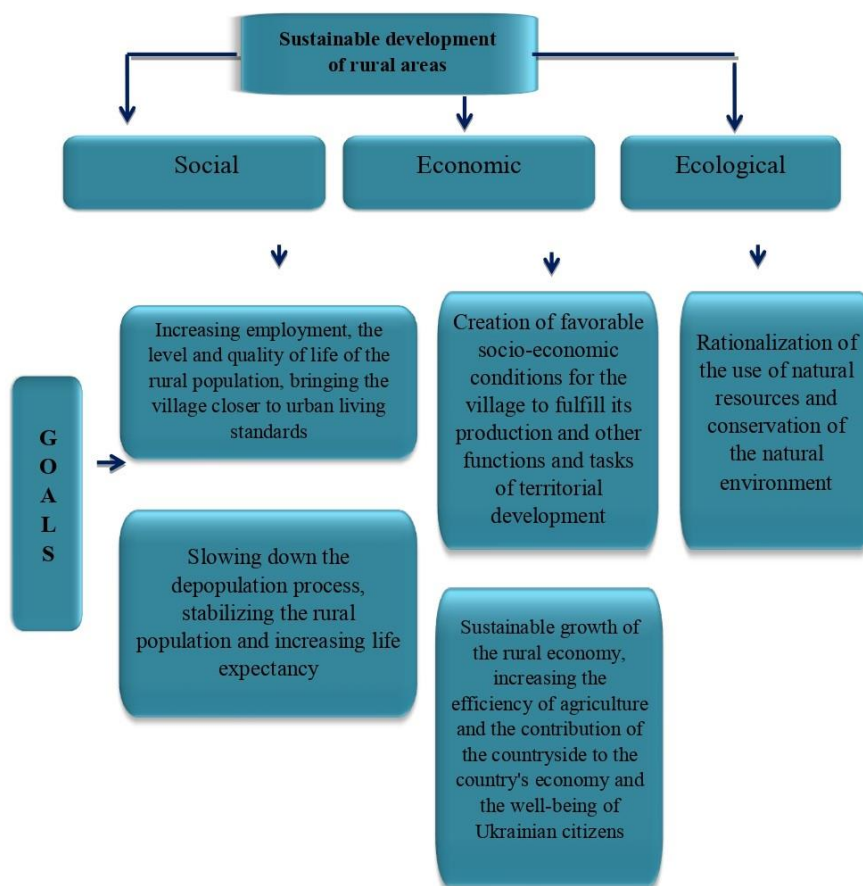 Sustainable development
of rural areas
Social
Economic
Ecological
G
O
A
L
S
Increasing employment, the
level and quality of life of the
rural population, bringing the
village closer to urban living
standards
Slowing down the
depopulation process,
stabilizing the rural
population and increasing life
expectancy
Creation of favorable
socio-economic
conditions for the
village to fulfill its
production and other
functions and tasks
of territorial
development
Sustainable growth of
the rural economy,
increasing the
efficiency of agriculture
and the contribution of
the countryside to the
country's economy and
the well-being of
Ukrainian citizens
Rationalization of
the use of natural
resources and
conservation of
the natural
environment